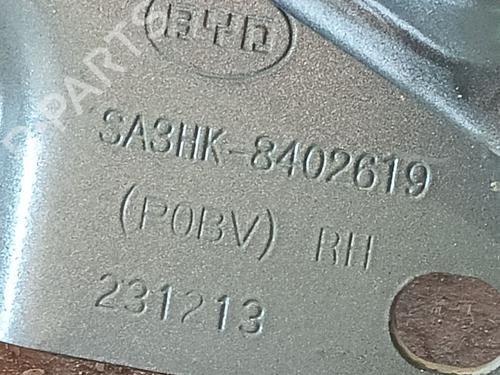 BYD
SA3HK-8402619
(P0BV) RH
231213